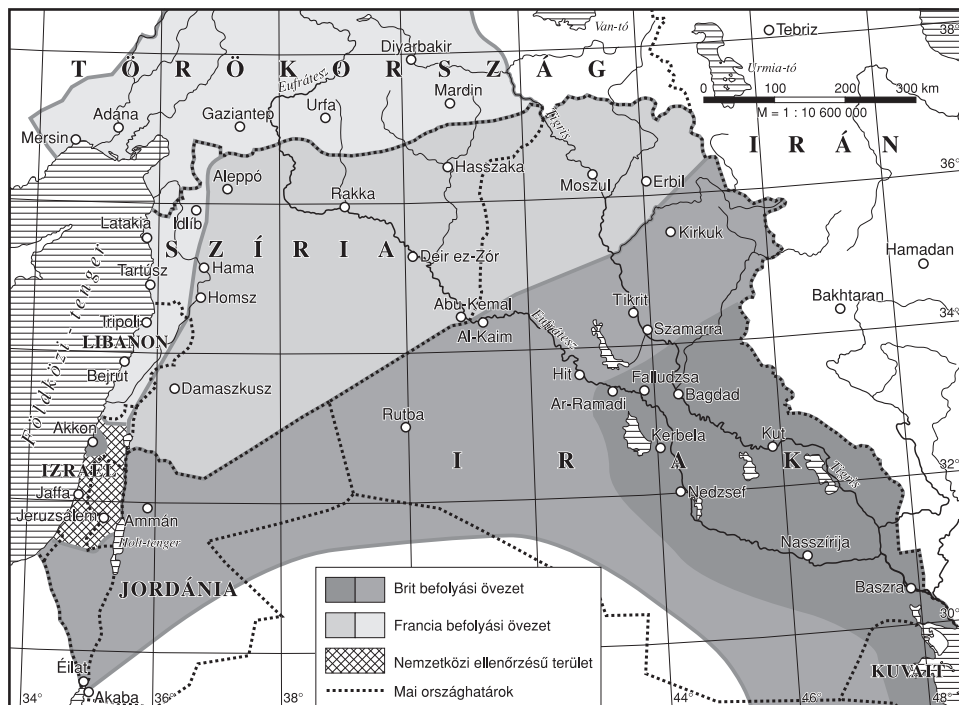 Van-tó
Tebriz
38°
Diyarbakir
TÖRÖKORSZÁG
Urmia-tó
Eufrátesz
Mardin
0 100 200 300 km
M = 1 : 10 600 000
Adána
Gaziantep
Urfa
Tigris
Mersin
IRÁN
36°
Hasszaka
Aleppó
Moszul
Erbil
Rakka
Idlíb
Latakia
Kirkuk
SZÍRIA
Hama
Deir ez-Zór
Hamadan
Tartúsz
Homsz
Abu-Kemal
Tikrit
Bakhtaran
34°
Tripoli
Al-Kaim
Eufrátesz
Szamarra
LIBANON
Földközi-tenger
Bejrút
Hit
Falludzsa
Damaszkusz
Ar-Ramadi
Bagdad
Rutba
Akkon
Kerbela
Kut
IZRAEL
IRAK
Tigris
32°
Jaffa
Nedzsef
Jeruzsálem
Ammán
Holt-tenger
Nasszírija
JORDÁNIA
Baszra
Brit befolyási övezet
30°
Francia befolyási övezet
Nemzetközi ellenőrzésű terület
KUVAIT
Éilat
Mai országhatárok
Akaba
34°
36°
38°
44°
46°
48°